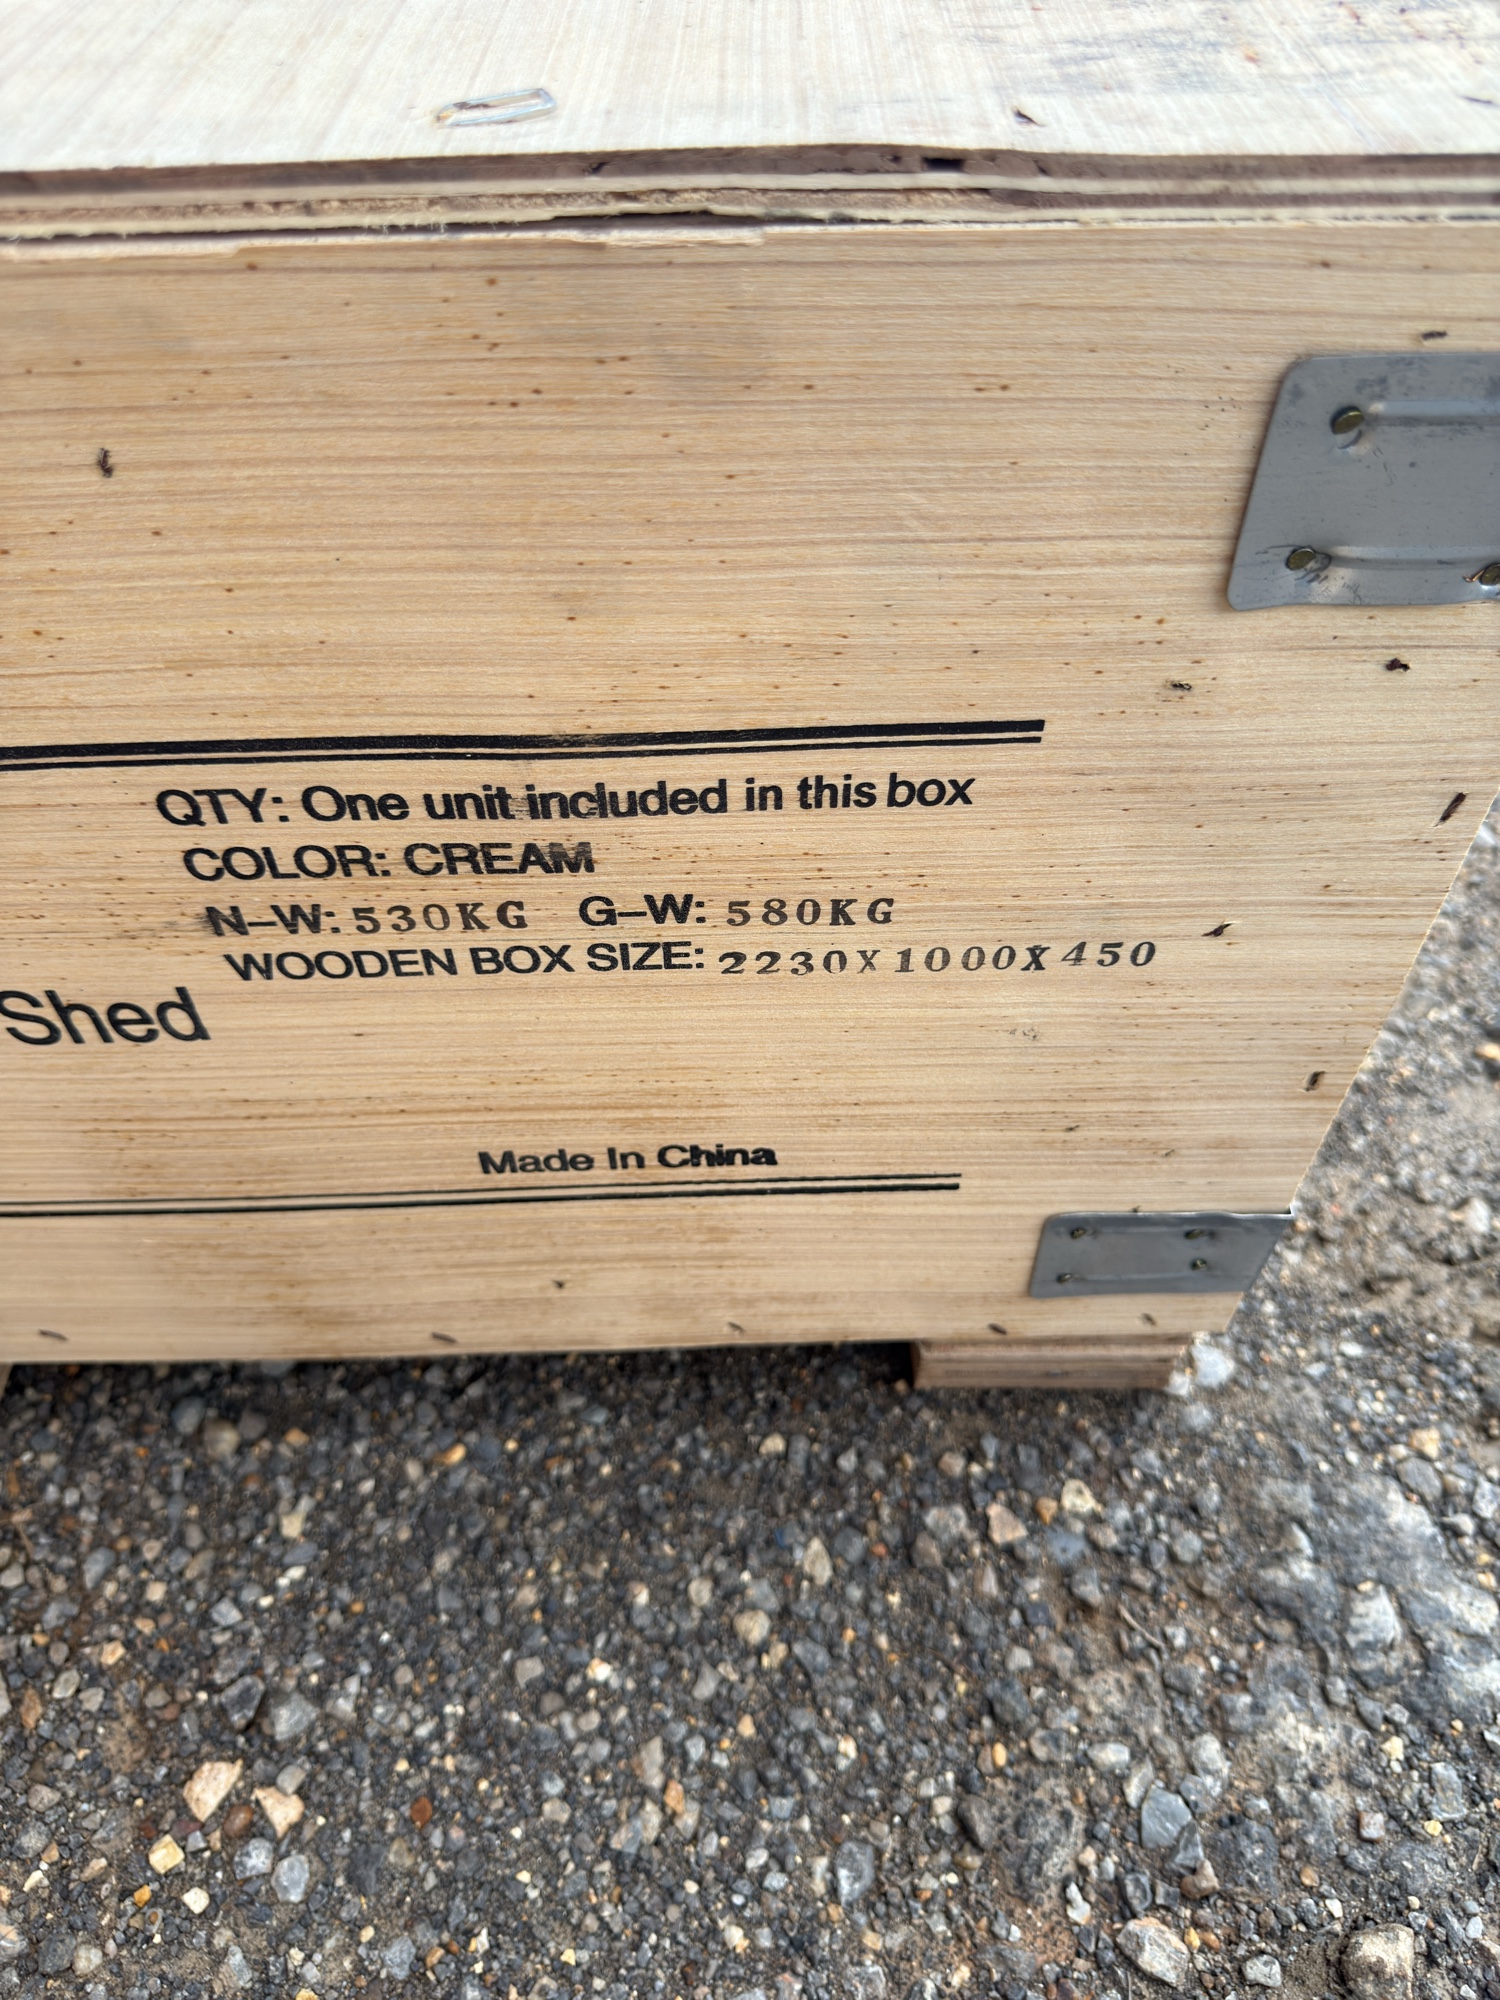 QTY: One unit included in this box
COLOR: CREAM
N-W: 530KG G-W: 580KG
WOODEN BOX SIZE: 2230X1000X450
Shed
Made In China